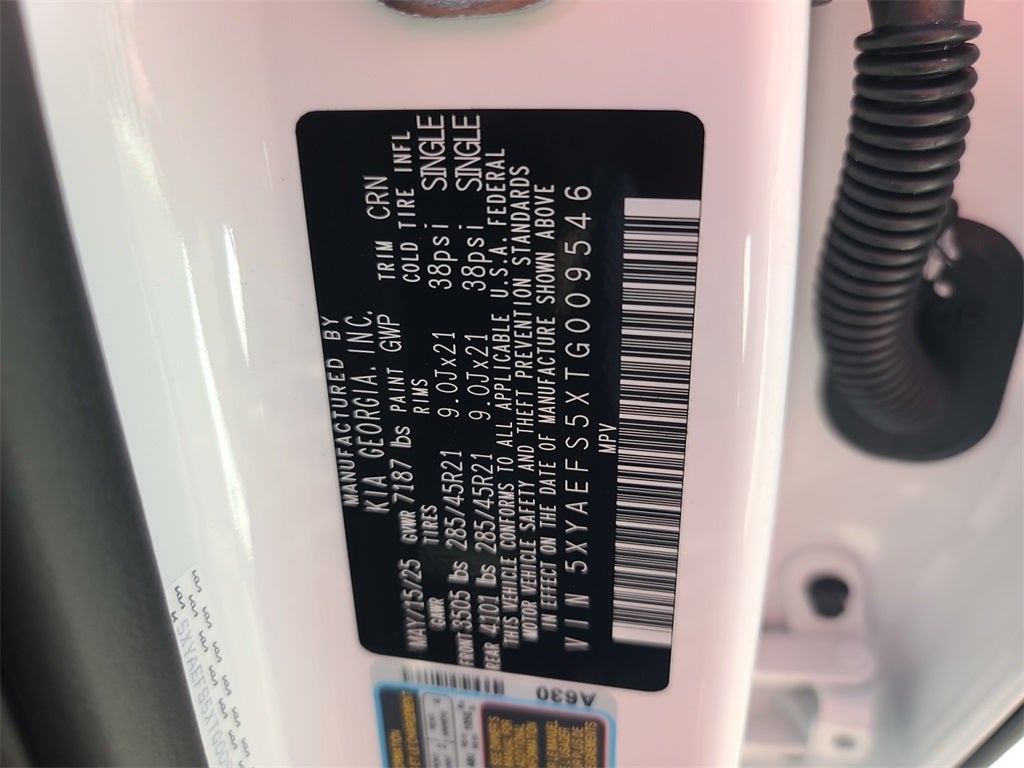 MANUFACTURED BY
KIA GEORGIA. INC.
MAY/15/25 GVWR 7187 lbs PAINT GWP TRIM CRN
GAWR TIRES RIMS COLD TIRE INFL
FRONT 3505 lbs 285/45R21 9.0Jx21 38psi SINGLE
REAR 4101 lbs 285/45R21 9.0Jx21 38psi SINGLE
THIS VEHICLE CONFORMS TO ALL APPLICABLE U.S.A. FEDERAL
MOTOR VEHICLE SAFETY AND THEFT PREVENTION STANDARDS
IN EFFECT ON THE DATE OF MANUFACTURE SHOWN ABOVE
VIN 5XYAEFS5XTG009546
MPV
A630